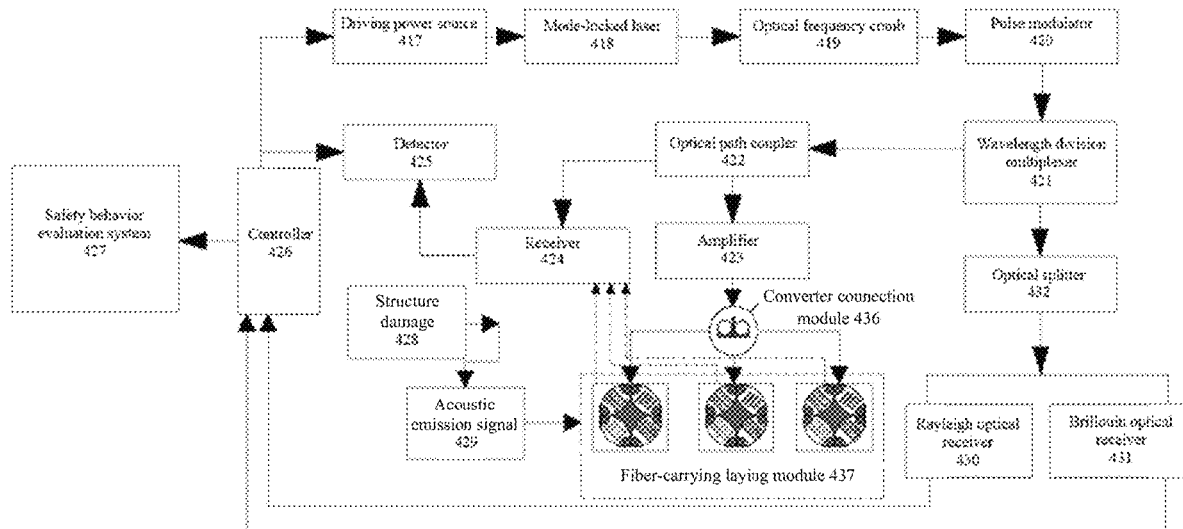 Driving power source
417
Mode-locked laser
418
Optical frequency comb
419
Pulse modulator
420
Detector
425
Optical path coupler
422
Wavelength division
multiplexer
421
Safety behavior
evaluation system
427
Controller
426
Receiver
424
Amplifier
423
Optical splitter
432
Structure
damage
428
Converter connection
module 436
Acoustic
emission signal
429
Rayleigh optical
receiver
430
Brillouin optical
receiver
431
Fiber-carrying laying module 437